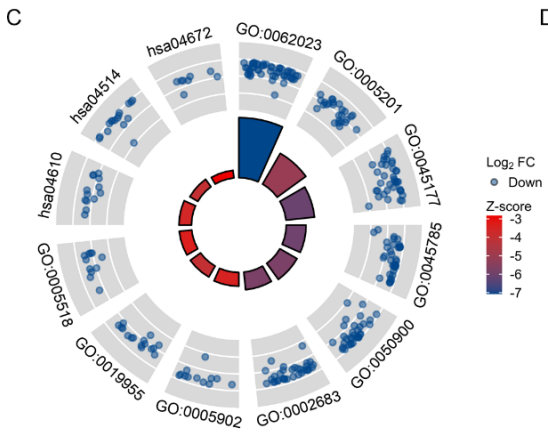 C
D
hsa04672
GO:0062023
GO:0005201
GO:0045177
GO:0045785
GO:0050900
GO:0002683
GO:0005902
GO:0019955
GO:0005518
hsa04610
hsa04514
Log₂ FC
Down
Z-score
-3
-4
-5
-6
-7